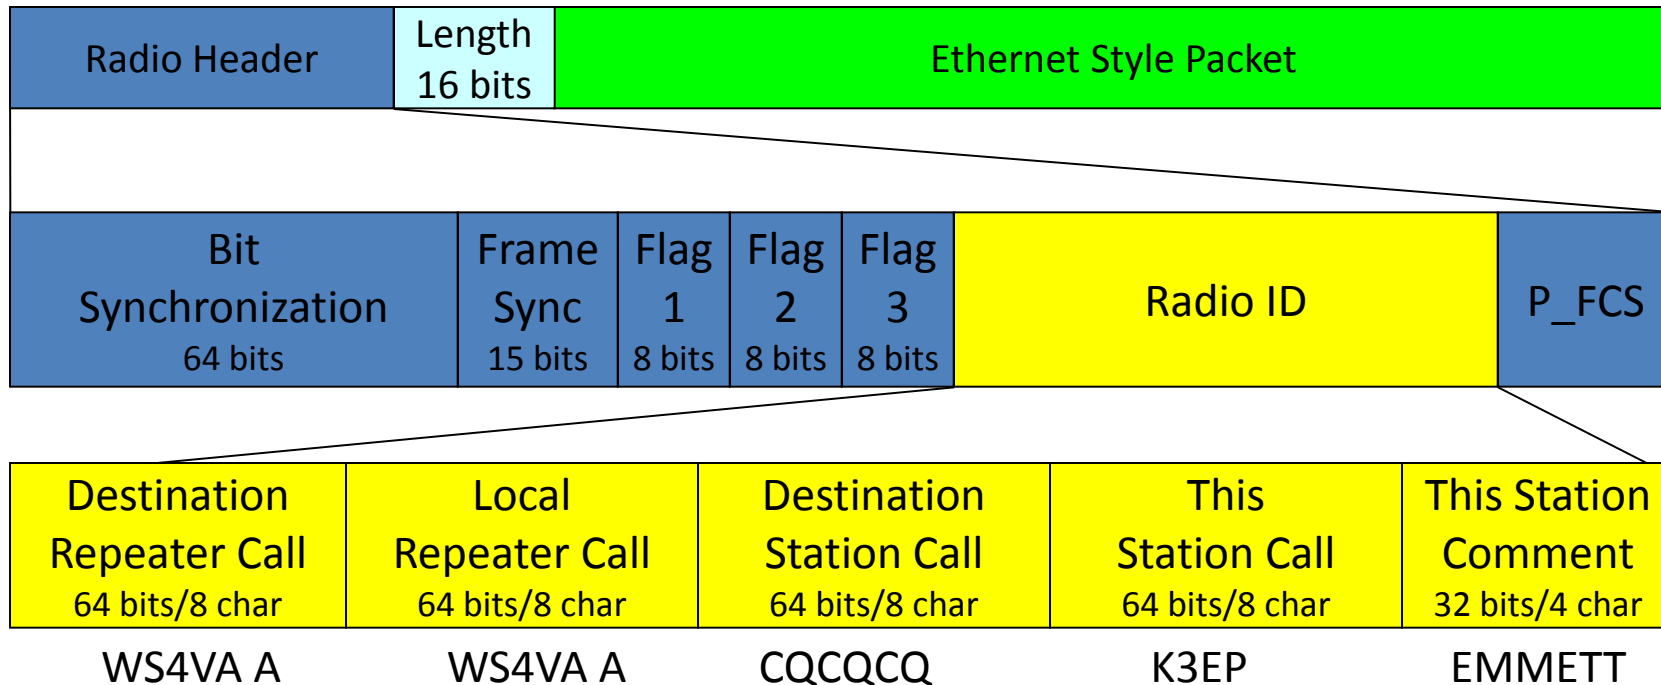 Radio Header
Length
16 bits
Ethernet Style Packet
Bit
Synchronization
64 bits
Frame
Sync
15 bits
Flag
1
8 bits
Flag
2
8 bits
Flag
3
8 bits
Radio ID
P_FCS
Destination
Repeater Call
64 bits/8 char
Local
Repeater Call
64 bits/8 char
Destination
Station Call
64 bits/8 char
This
Station Call
64 bits/8 char
This Station
Comment
32 bits/4 char
WS4VA A
WS4VA A
CQCQCQ
K3EP
EMMETT